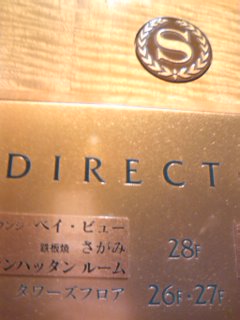 S
DIRECT
ンジ・ベイ・ビュー
鉄板焼 さがみ 28F
ンハッタン ルーム
タワーズフロア 26F・27F